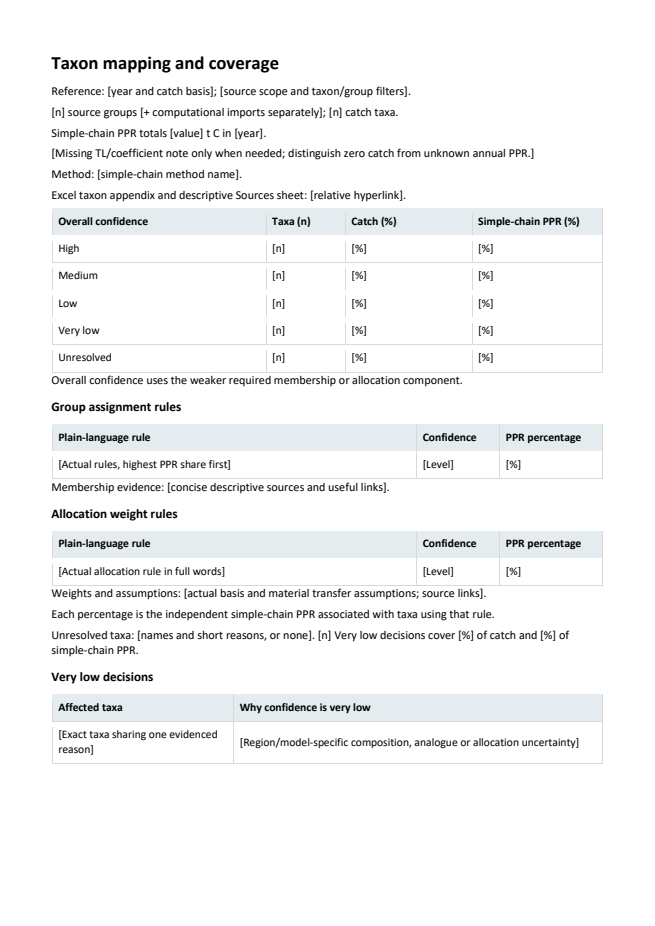 Taxon mapping and coverage
Reference: [year and catch basis]; [source scope and taxon/group filters].
[n] source groups [+ computational imports separately]; [n] catch taxa.
Simple-chain PPR totals [value] t C in [year].
[Missing TL/coefficient note only when needed; distinguish zero catch from unknown annual PPR.]
Method: [simple-chain method name].
Excel taxon appendix and descriptive Sources sheet: [relative hyperlink].
Overall confidence Taxa (n) Catch (%) Simple-chain PPR (%)
High [n] [%] [%]
Medium [n] [%] [%]
Low [n] [%] [%]
Very low [n] [%] [%]
Unresolved [n] [%] [%]
Overall confidence uses the weaker required membership or allocation component.
Group assignment rules
Plain-language rule Confidence PPR percentage
[Actual rules, highest PPR share first] [Level] [%]
Membership evidence: [concise descriptive sources and useful links].
Allocation weight rules
Plain-language rule Confidence PPR percentage
[Actual allocation rule in full words] [Level] [%]
Weights and assumptions: [actual basis and material transfer assumptions; source links].
Each percentage is the independent simple-chain PPR associated with taxa using that rule.
Unresolved taxa: [names and short reasons, or none]. [n] Very low decisions cover [%] of catch and [%] of
simple-chain PPR.
Very low decisions
Affected taxa Why confidence is very low
[Exact taxa sharing one evidenced
reason] [Region/model-specific composition, analogue or allocation uncertainty]